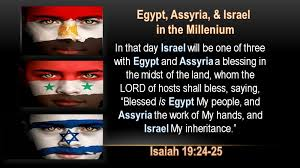 Egypt, Assyria, & Israel
in the Millenium
In that day Israel will be one of three
with Egypt and Assyria a blessing in
the midst of the land, whom the
LORD of hosts shall bless, saying,
“Blessed is Egypt My people, and
Assyria the work of My hands, and
Israel My inheritance.”
Isaiah 19:24-25